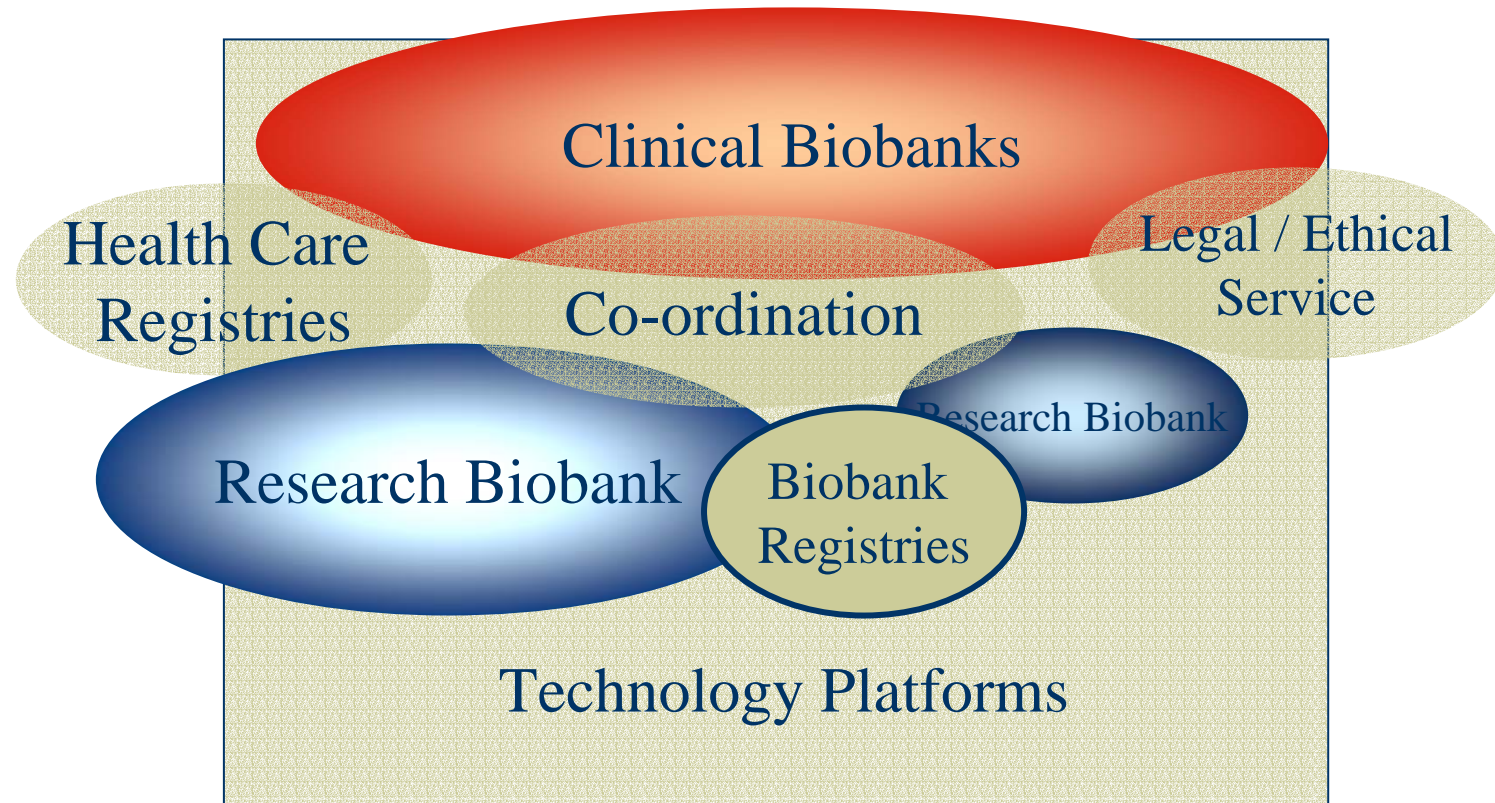 Clinical Biobanks
Health Care
Registries
Legal / Ethical
Service
Co-ordination
Research Biobank
Research Biobank
Biobank
Registries
Technology Platforms